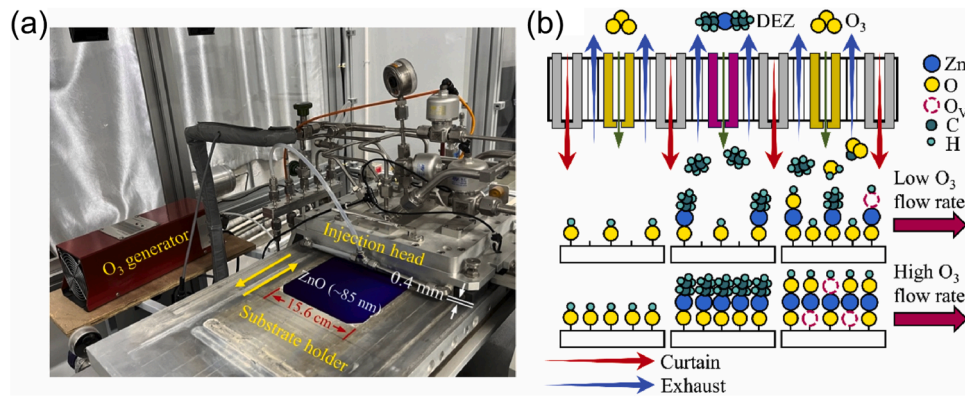 (a)
O₃ generator
Injection head
0.4 mm
ZnO (~85 nm)
15.6 cm
Substrate holder
(b)
DEZ
O₃
Zn
O
Oᵥ
C
H
Low O₃
flow rate
High O₃
flow rate
Curtain
Exhaust